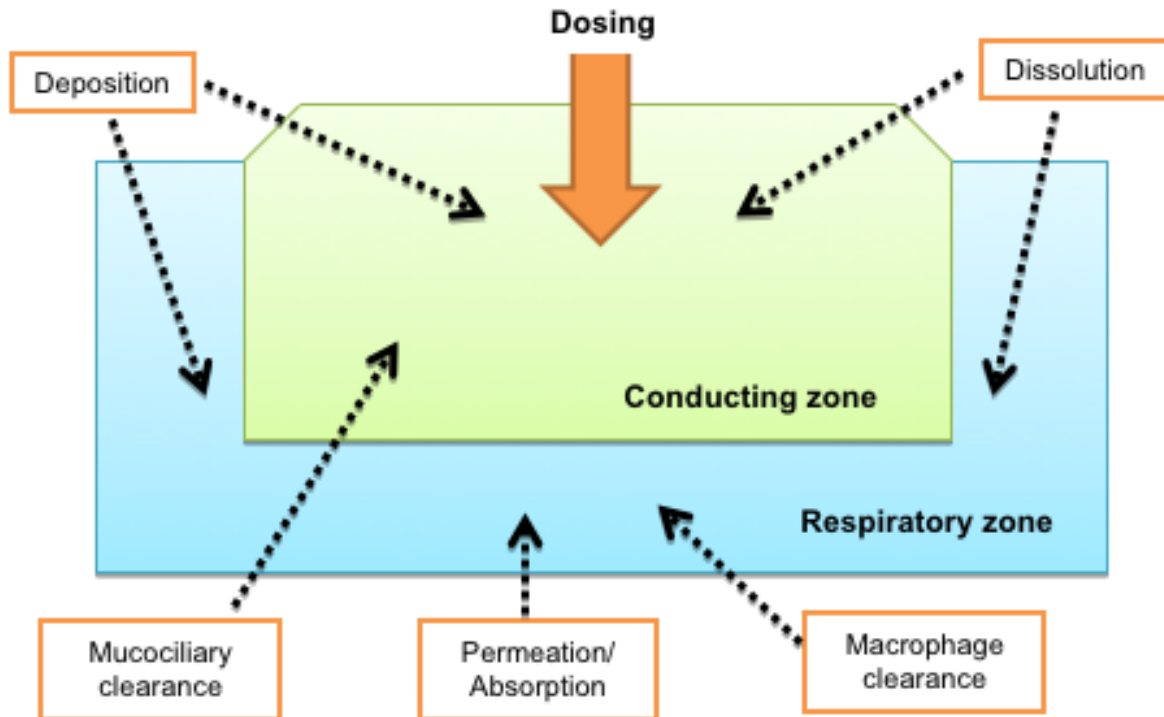 Dosing
Deposition
Dissolution
Conducting zone
Respiratory zone
Mucociliary
clearance
Permeation/
Absorption
Macrophage
clearance